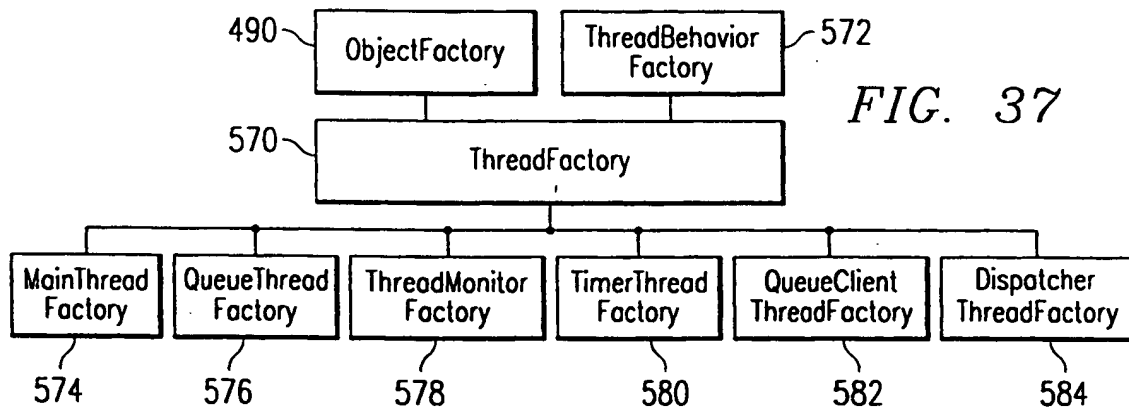 490
ObjectFactory
ThreadBehavior
Factory
572
FIG. 37
570
ThreadFactory
MainThread
Factory
QueueThread
Factory
ThreadMonitor
Factory
TimerThread
Factory
QueueClient
ThreadFactory
Dispatcher
ThreadFactory
574
576
578
580
582
584